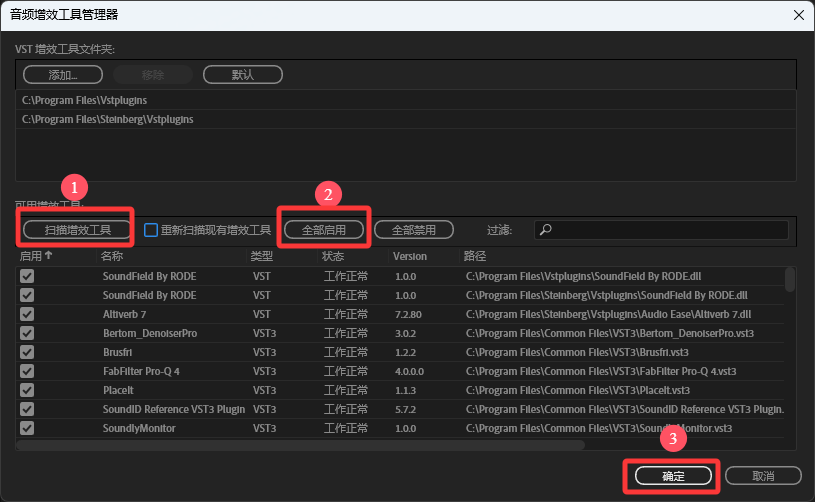 音频增效工具管理器
VST 增效工具文件夹:
添加... 移除 默认
C:\Program Files\Vstplugins
C:\Program Files\Steinberg\Vstplugins
1 2
可用增效工具:
扫描增效工具 重新扫描现有增效工具 全部启用 全部禁用 过滤:
启用 名称 类型 状态 Version 路径
SoundField By RODE VST 工作正常 1.0.0 C:\Program Files\Vstplugins\SoundField By RODE.dll
SoundField By RODE VST 工作正常 1.0.0 C:\Program Files\Steinberg\Vstplugins\SoundField By RODE.dll
Altiverb 7 VST 工作正常 7.2.80 C:\Program Files\Steinberg\Vstplugins\Audio Ease\Altiverb 7.dll
Bertom_DenoiserPro VST3 工作正常 3.0.2 C:\Program Files\Common Files\VST3\Bertom_DenoiserPro.vst3
Brusfri VST3 工作正常 1.2.2 C:\Program Files\Common Files\VST3\Brusfri.vst3
FabFilter Pro-Q 4 VST3 工作正常 4.0.0.0 C:\Program Files\Common Files\VST3\FabFilter Pro-Q 4.vst3
PlaceIt VST3 工作正常 1.1.3 C:\Program Files\Common Files\VST3\PlaceIt.vst3
SoundID Reference VST3 Plugin VST3 工作正常 5.7.2 C:\Program Files\Common Files\VST3\SoundID Reference VST3 Plugin.
SoundlyMonitor VST3 工作正常 1.0.0 C:\Program Files\Common Files\VST3\SoundlyMonitor.vst3
3
确定 取消